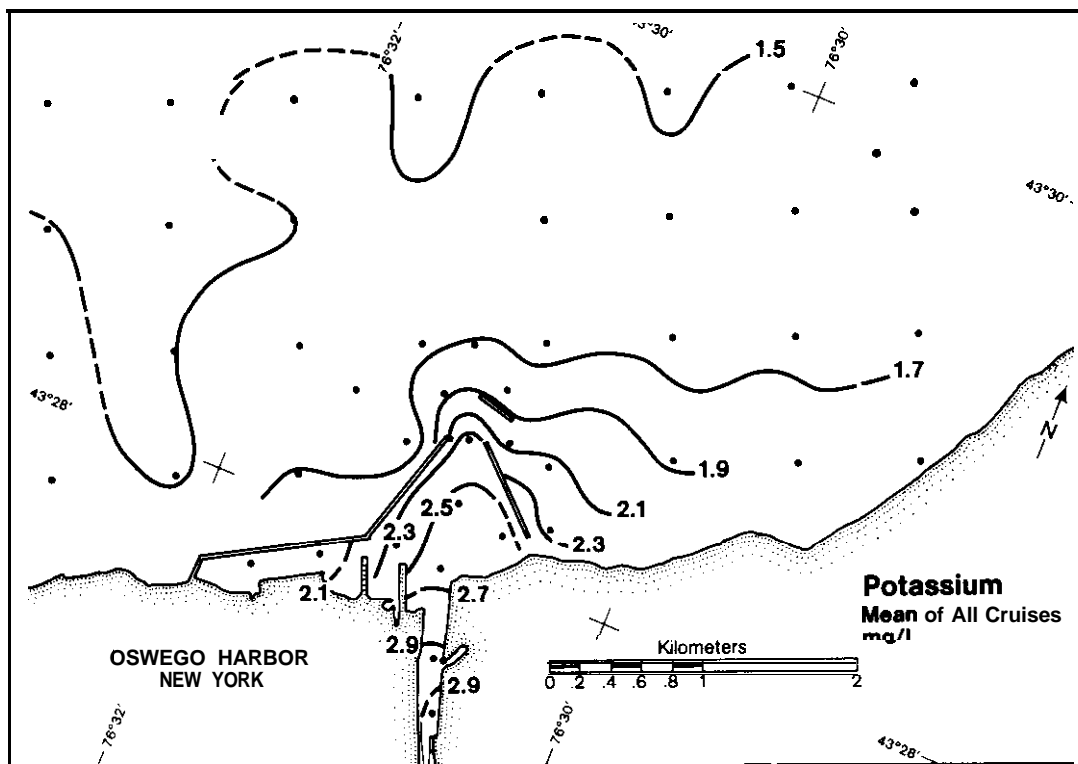 76°32'
43°30'
76°30'
1.5
43°30'
1.7
43°28'
N
1.9
2.5
2.1
2.3
2.3
2.1
2.7
Potassium
Mean of All Cruises
mg/l
2.9
Kilometers
OSWEGO HARBOR
NEW YORK
0 .2 .4 .6 .8 1 2
2.9
76°32'
76°30'
43°28'